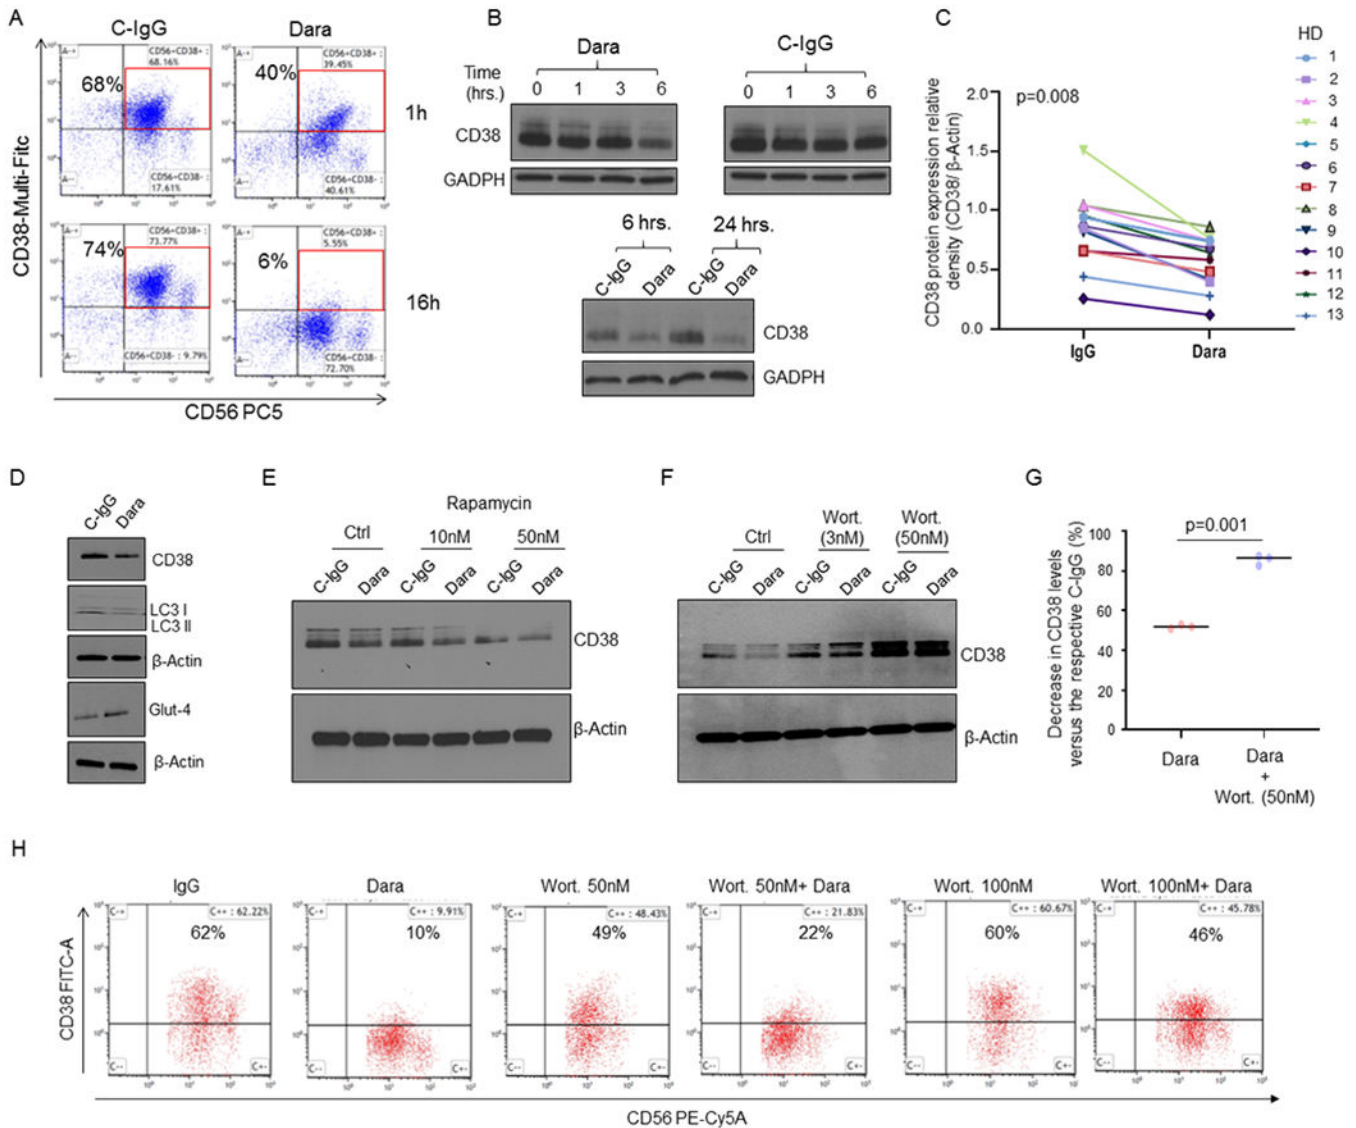 A
C-IgG
Dara
CD56+CD38+ :
68.16%
68%
CD56+CD38- :
17.61%
CD56+CD38+ :
39.45%
40%
CD56+CD38- :
40.61%
1h
CD56+CD38+ :
73.77%
74%
CD56+CD38- : 9.79%
CD56+CD38+ :
5.55%
6%
CD56+CD38- :
72.70%
16h
CD38-Multi-Fitc
CD56 PC5
B
Dara
C-IgG
Time
(hrs.)
0 1 3 6
0 1 3 6
CD38
GADPH
6 hrs.
24 hrs.
C-IgG
Dara
C-IgG
Dara
CD38
GADPH
C
CD38 protein expression relative
density (CD38/ β-Actin)
p=0.008
2.0
1.5
1.0
0.5
0.0
IgG
Dara
HD
1
2
3
4
5
6
7
8
9
10
11
12
13
D
C-IgG
Dara
CD38
LC3 I
LC3 II
β-Actin
Glut-4
β-Actin
E
Rapamycin
Ctrl
10nM
50nM
C-IgG
Dara
C-IgG
Dara
C-IgG
Dara
CD38
β-Actin
F
Ctrl
Wort.
(3nM)
Wort.
(50nM)
C-IgG
Dara
C-IgG
Dara
C-IgG
Dara
CD38
β-Actin
G
Decrease in CD38 levels
versus the respective C-IgG (%)
p=0.001
100
80
60
40
20
0
Dara
Dara
+
Wort. (50nM)
H
IgG
Dara
Wort. 50nM
Wort. 50nM+ Dara
Wort. 100nM
Wort. 100nM+ Dara
C-+
C++ : 62.22%
62%
C--
C+-
C-+
C++ : 9.91%
10%
C--
C+-
C-+
C++ : 48.43%
49%
C--
C+-
C-+
C++ : 21.83%
22%
C--
C+-
C-+
C++ : 60.67%
60%
C--
C+-
C-+
C++ : 45.78%
46%
C--
C+-
CD38 FITC-A
CD56 PE-Cy5A